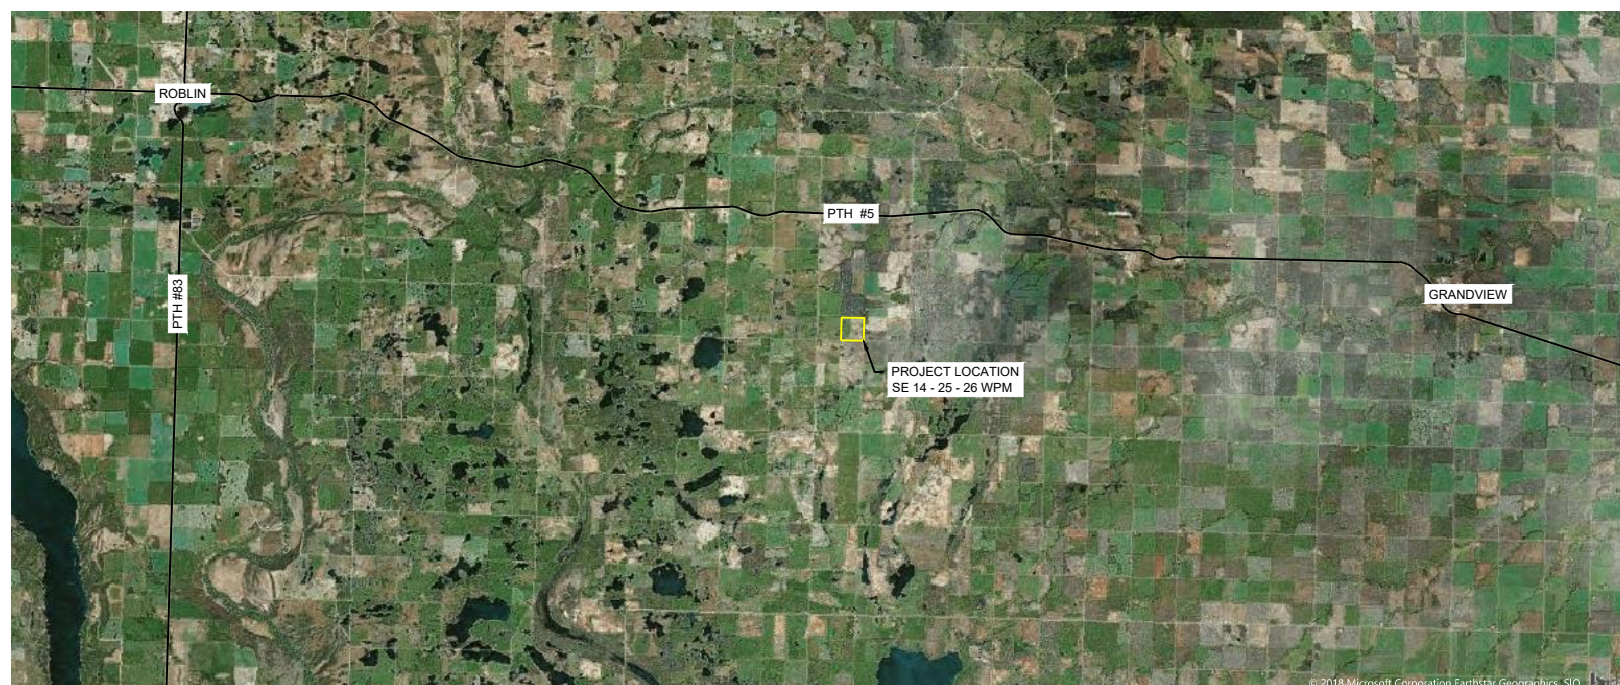 ROBLIN
PTH #5
PTH #83
GRANDVIEW
PROJECT LOCATION
SE 14 - 25 - 26 WPM
© 2018 Microsoft Corporation Earthstar Geographics SIO